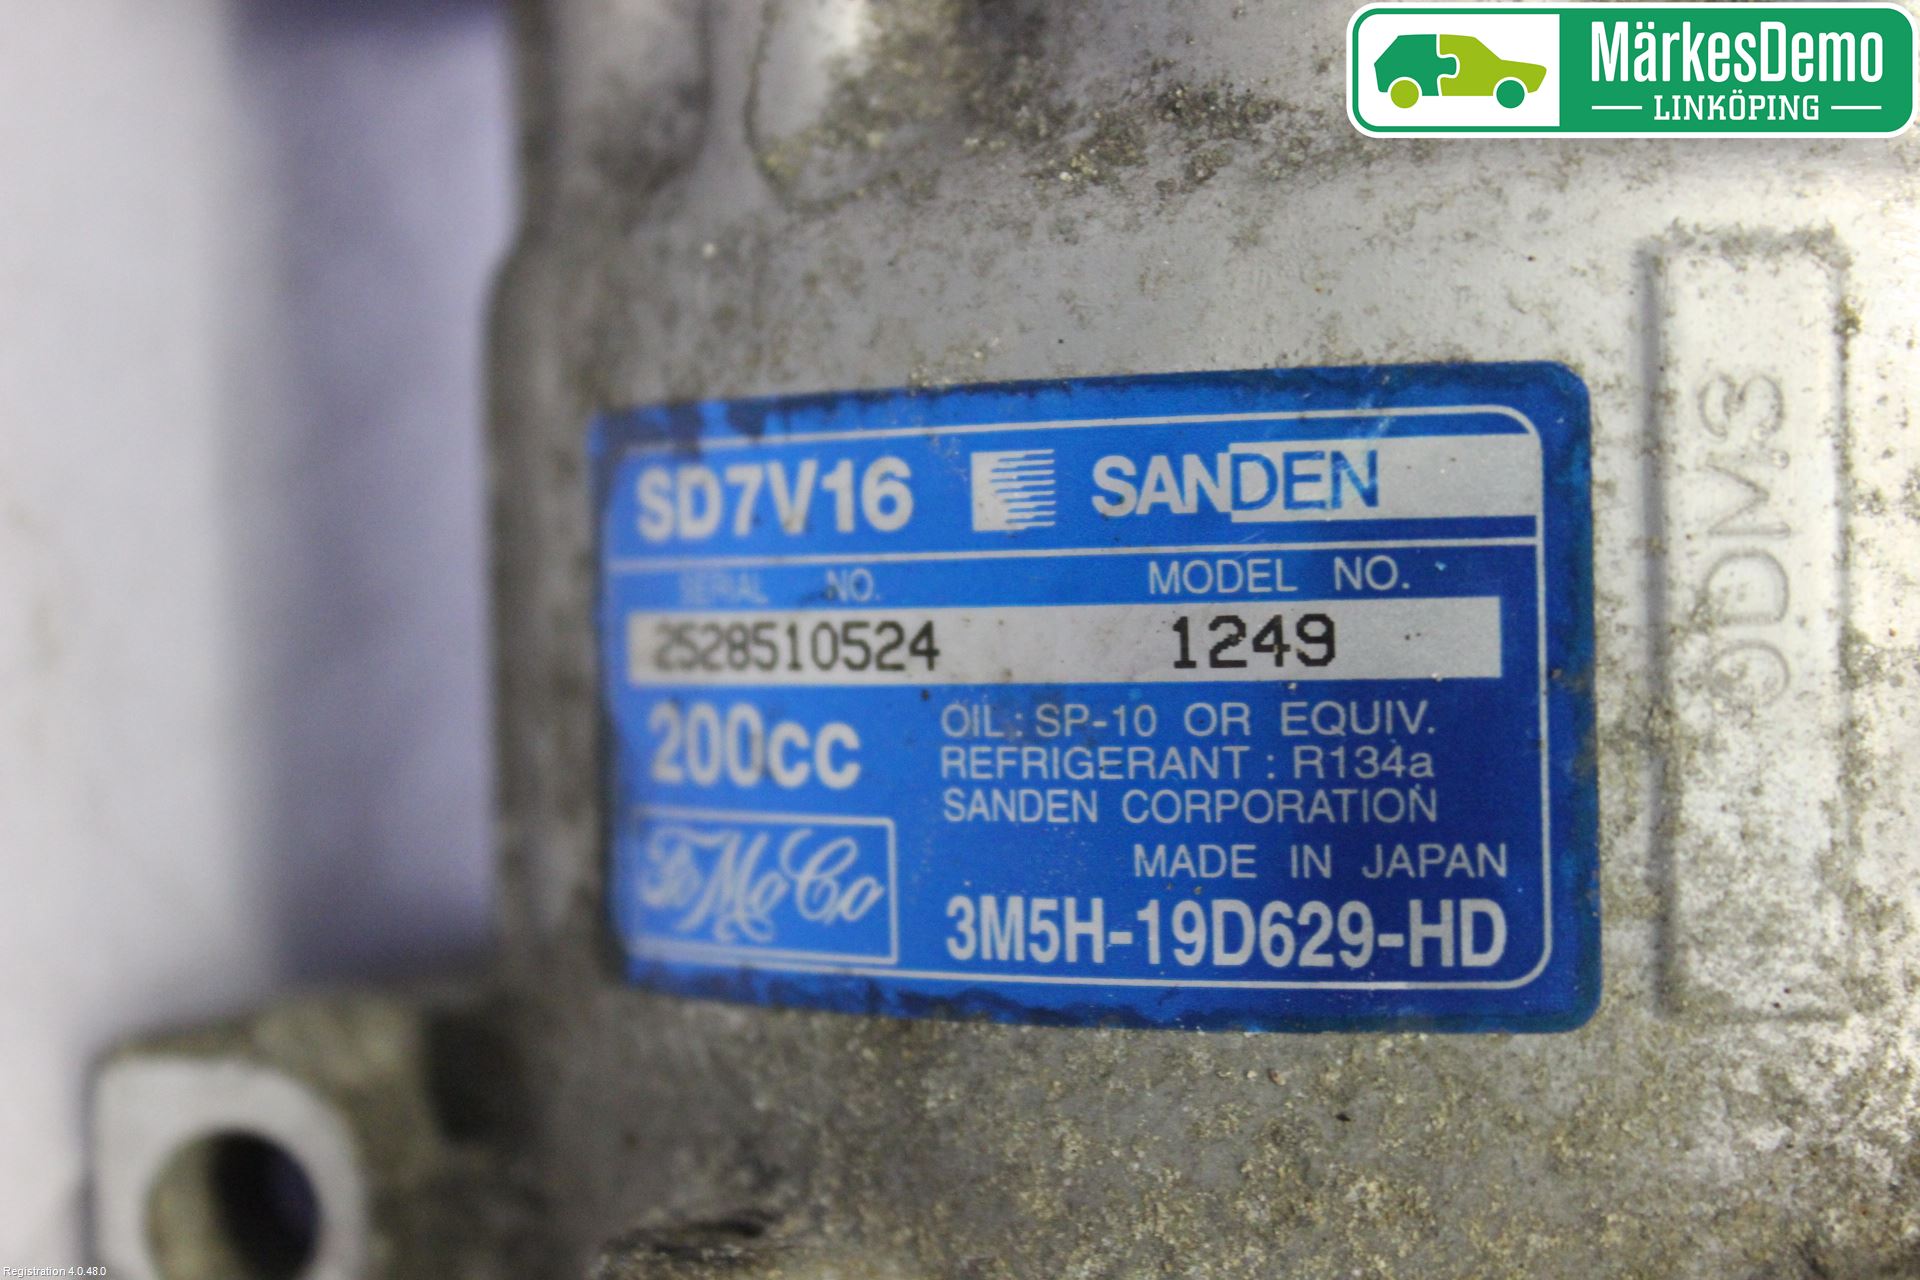 MärkesDemo
LINKÖPING
SD7V16 SANDEN
SERIAL NO. MODEL NO.
2528510524 1249
200cc
OIL : SP-10 OR EQUIV.
REFRIGERANT : R134a
SANDEN CORPORATION
MADE IN JAPAN
FoMoCo
3M5H-19D629-HD
Registration 4.0.48.0